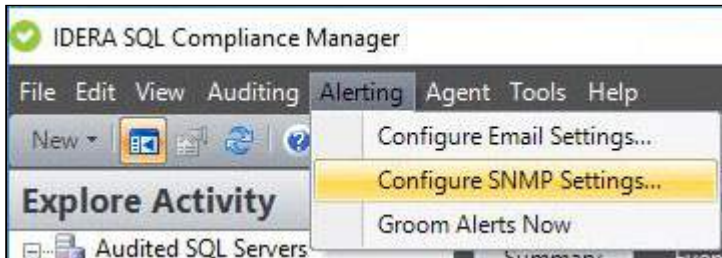 IDERA SQL Compliance Manager
File Edit View Auditing Alerting Agent Tools Help
New
Configure Email Settings...
Configure SNMP Settings...
Groom Alerts Now
Explore Activity
Audited SQL Servers
Summary